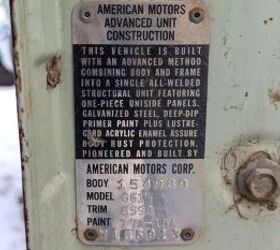 AMERICAN MOTORS
ADVANCED UNIT
CONSTRUCTION
THIS VEHICLE IS BUILT
WITH AN ADVANCED METHOD
COMBINING BODY AND FRAME
INTO A SINGLE ALL-WELDED
STRUCTURAL UNIT FEATURING
ONE-PIECE UNISIDE PANELS.
GALVANIZED STEEL, DEEP-DIP
PRIMER PAINT PLUS LUSTRE-
GARD ACRYLIC ENAMEL ASSURE
BODY RUST PROTECTION.
PIONEERED AND BUILT BY
AMERICAN MOTORS CORP.
BODY
MODEL
TRIM
PAINT